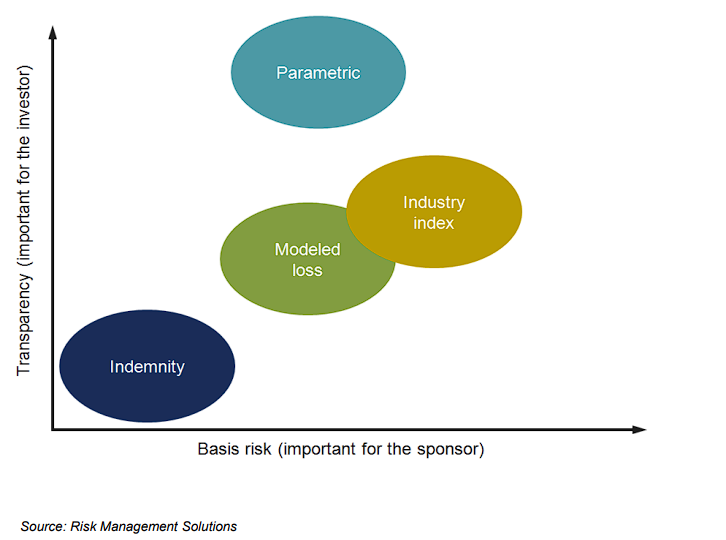 Transparency (important for the investor)
Parametric
Industry
index
Modeled
loss
Indemnity
Basis risk (important for the sponsor)
Source: Risk Management Solutions